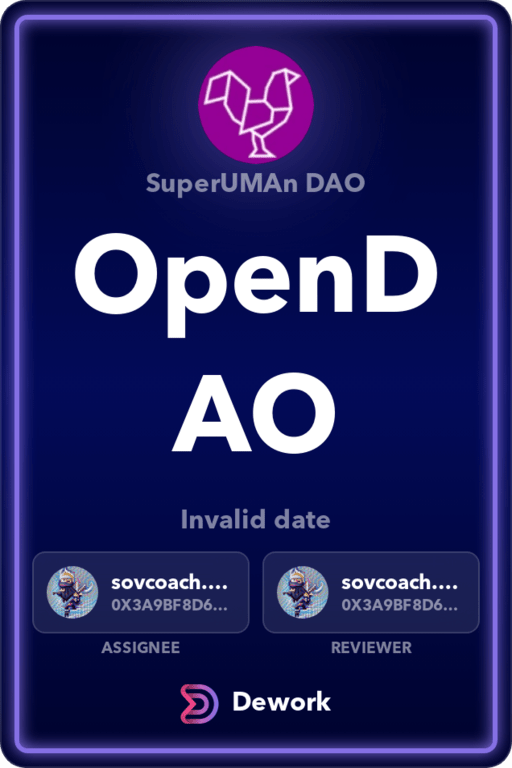 SuperUMAn DAO
OpenD
AO
Invalid date
sovcoach....
0X3A9BF8D6...
ASSIGNEE
sovcoach....
0X3A9BF8D6...
REVIEWER
Dework